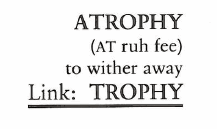 ATROPHY
(AT ruh fee)
to wither away
Link: TROPHY